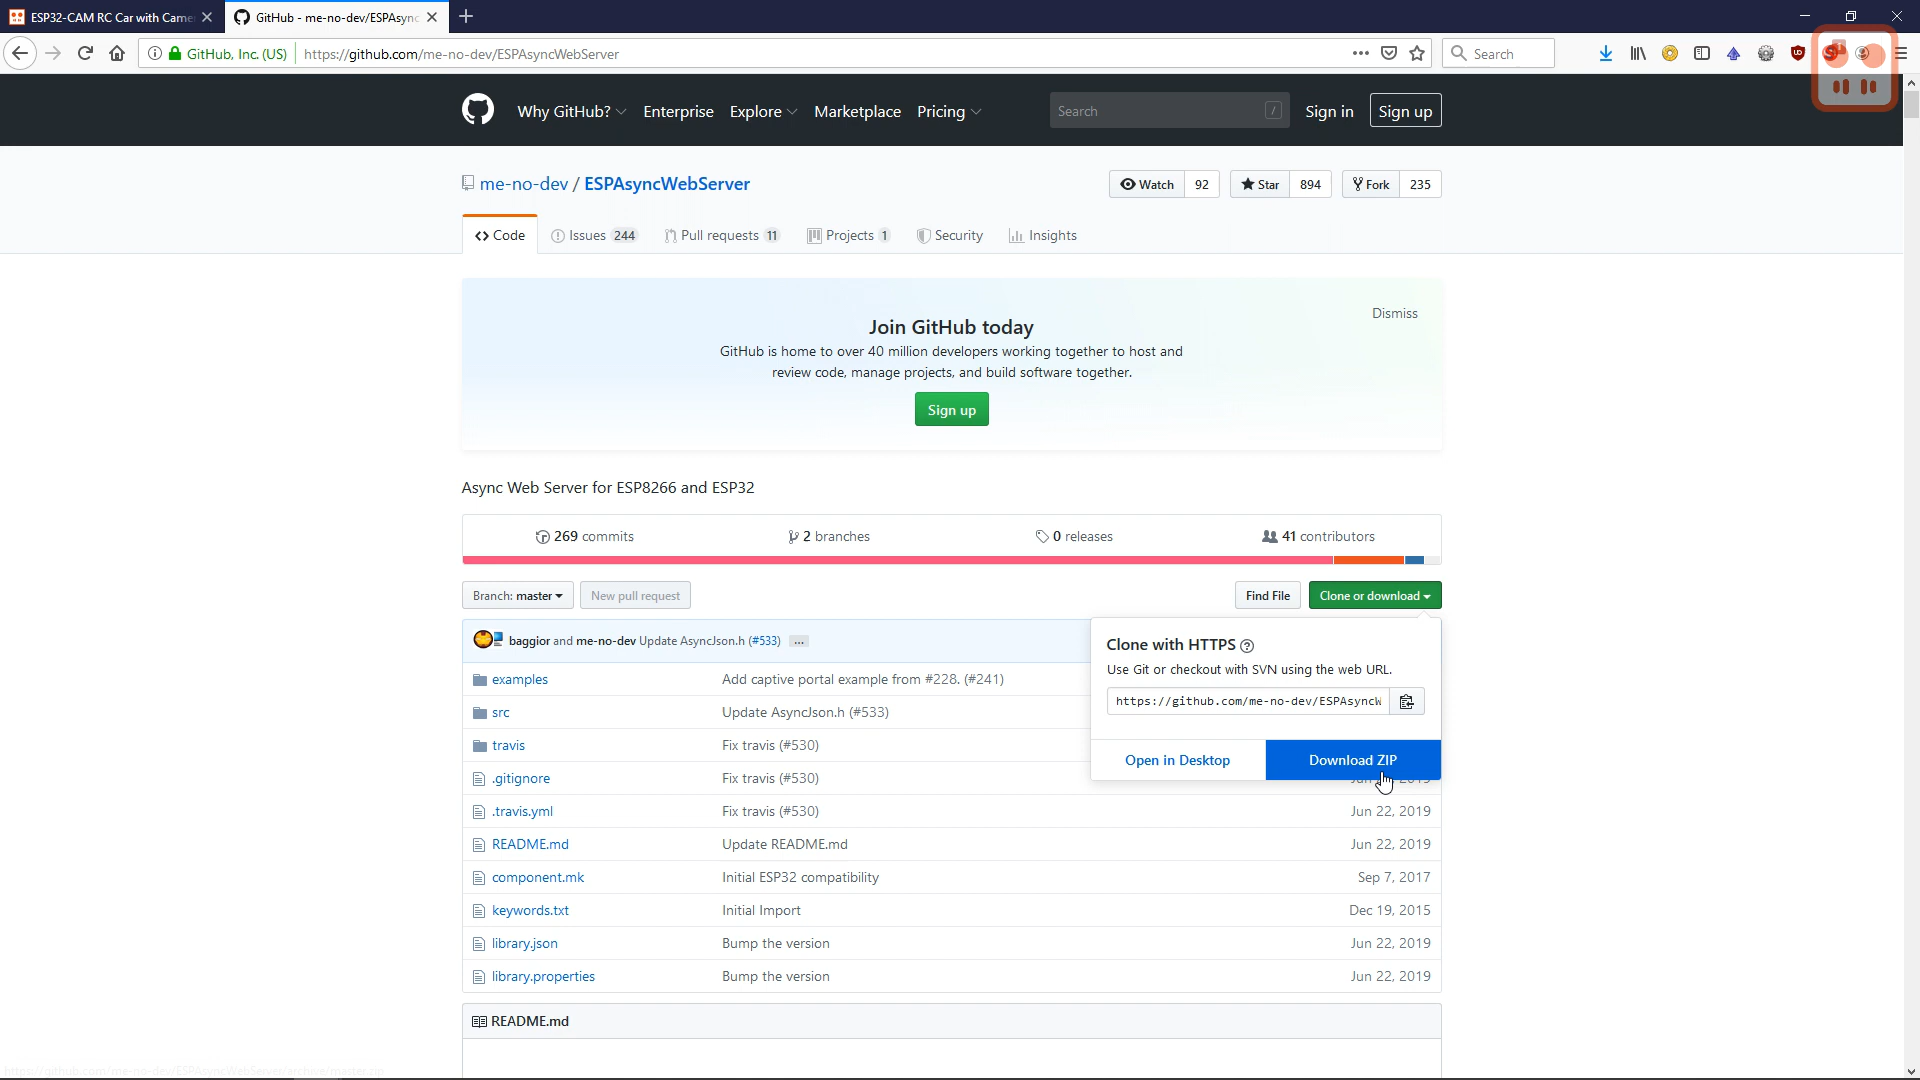 ESP32-CAM RC Car with Came
GitHub - me-no-dev/ESPAsync
GitHub, Inc. (US)
https://github.com/me-no-dev/ESPAsyncWebServer
Search
Why GitHub?
Enterprise
Explore
Marketplace
Pricing
Search
/
Sign in
Sign up
me-no-dev / ESPAsyncWebServer
Watch 92
Star 894
Fork 235
Code
Issues 244
Pull requests 11
Projects 1
Security
Insights
Dismiss
Join GitHub today
GitHub is home to over 40 million developers working together to host and
review code, manage projects, and build software together.
Sign up
Async Web Server for ESP8266 and ESP32
269 commits
2 branches
0 releases
41 contributors
Branch: master
New pull request
Find File
Clone or download
baggior and me-no-dev Update AsyncJson.h (#533) ...
Clone with HTTPS
Use Git or checkout with SVN using the web URL.
https://github.com/me-no-dev/ESPAsyncW
Open in Desktop
Download ZIP
examples Add captive portal example from #228. (#241)
src Update AsyncJson.h (#533)
travis Fix travis (#530)
.gitignore Fix travis (#530)
.travis.yml Fix travis (#530) Jun 22, 2019
README.md Update README.md Jun 22, 2019
component.mk Initial ESP32 compatibility Sep 7, 2017
keywords.txt Initial Import Dec 19, 2015
library.json Bump the version Jun 22, 2019
library.properties Bump the version Jun 22, 2019
README.md
https://github.com/me-no-dev/ESPAsyncWebServer/archive/master.zip